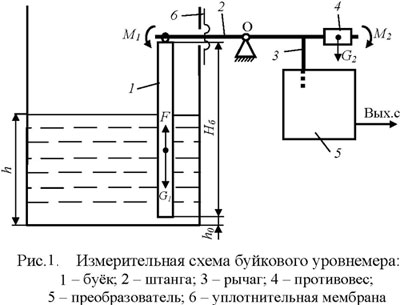 6 2 4
M₁ O M₂
3 G₂
1
F H_б Вых.с
h 5
G₁
h₀
Рис.1. Измерительная схема буйкового уровнемера:
1 – буёк; 2 – штанга; 3 – рычаг; 4 – противовес;
5 – преобразователь; 6 – уплотнительная мембрана